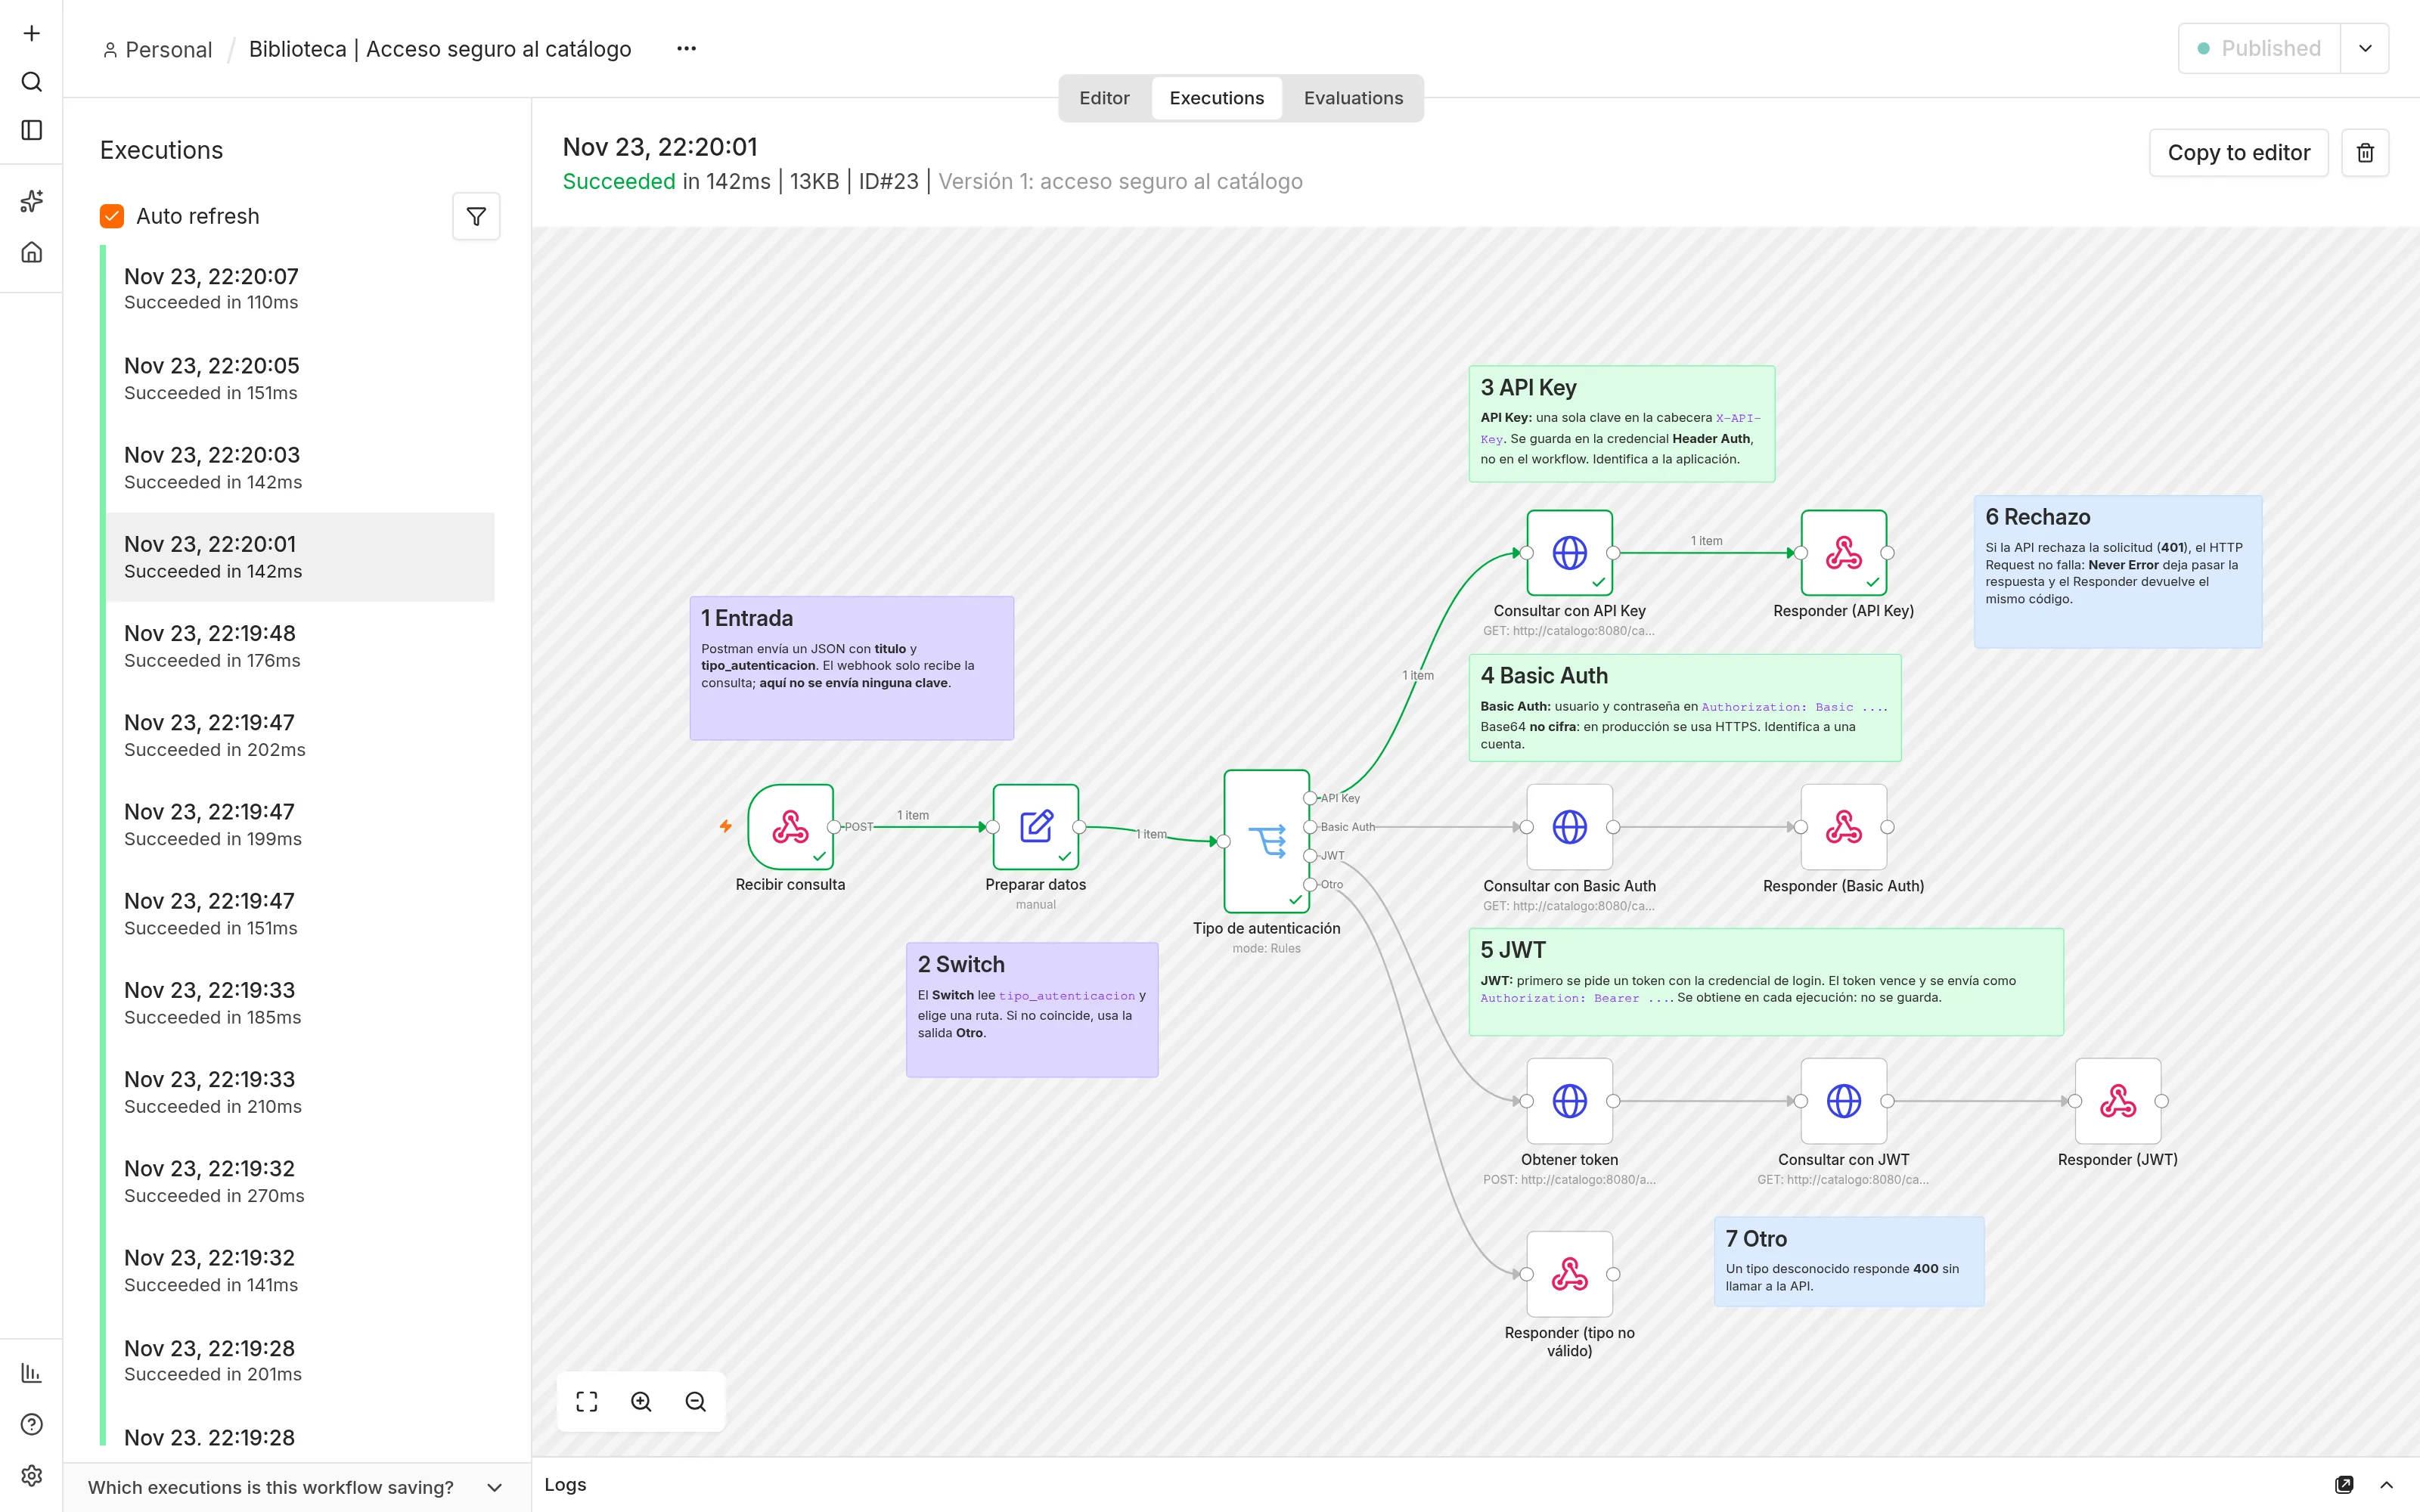 Personal / Biblioteca | Acceso seguro al catálogo
Published
Editor
Executions
Evaluations
Executions
Auto refresh
Nov 23, 22:20:07
Succeeded in 110ms
Nov 23, 22:20:05
Succeeded in 151ms
Nov 23, 22:20:03
Succeeded in 142ms
Nov 23, 22:20:01
Succeeded in 142ms
Nov 23, 22:19:48
Succeeded in 176ms
Nov 23, 22:19:47
Succeeded in 202ms
Nov 23, 22:19:47
Succeeded in 199ms
Nov 23, 22:19:47
Succeeded in 151ms
Nov 23, 22:19:33
Succeeded in 185ms
Nov 23, 22:19:33
Succeeded in 210ms
Nov 23, 22:19:32
Succeeded in 270ms
Nov 23, 22:19:32
Succeeded in 141ms
Nov 23, 22:19:28
Succeeded in 201ms
Nov 23, 22:19:28
Which executions is this workflow saving?
Nov 23, 22:20:01
Succeeded in 142ms | 13KB | ID#23 | Versión 1: acceso seguro al catálogo
Copy to editor
3 API Key
API Key: una sola clave en la cabecera X-API-
Key. Se guarda en la credencial Header Auth,
no en el workflow. Identifica a la aplicación.
6 Rechazo
Si la API rechaza la solicitud (401), el HTTP
Request no falla: Never Error deja pasar la
respuesta y el Responder devuelve el
mismo código.
1 item
Consultar con API Key
GET: http://catalogo:8080/ca...
Responder (API Key)
1 Entrada
Postman envía un JSON con titulo y
tipo_autenticacion. El webhook solo recibe la
consulta; aquí no se envía ninguna clave.
1 item
4 Basic Auth
Basic Auth: usuario y contraseña en Authorization: Basic ....
Base64 no cifra: en producción se usa HTTPS. Identifica a una
cuenta.
POST
1 item
1 item
API Key
Basic Auth
JWT
Otro
Recibir consulta
Preparar datos
manual
Tipo de autenticación
mode: Rules
Consultar con Basic Auth
GET: http://catalogo:8080/ca...
Responder (Basic Auth)
2 Switch
El Switch lee tipo_autenticacion y
elige una ruta. Si no coincide, usa la
salida Otro.
5 JWT
JWT: primero se pide un token con la credencial de login. El token vence y se envía como
Authorization: Bearer .... Se obtiene en cada ejecución: no se guarda.
Obtener token
POST: http://catalogo:8080/a...
Consultar con JWT
GET: http://catalogo:8080/ca...
Responder (JWT)
7 Otro
Un tipo desconocido responde 400 sin
llamar a la API.
Responder (tipo no
válido)
Logs